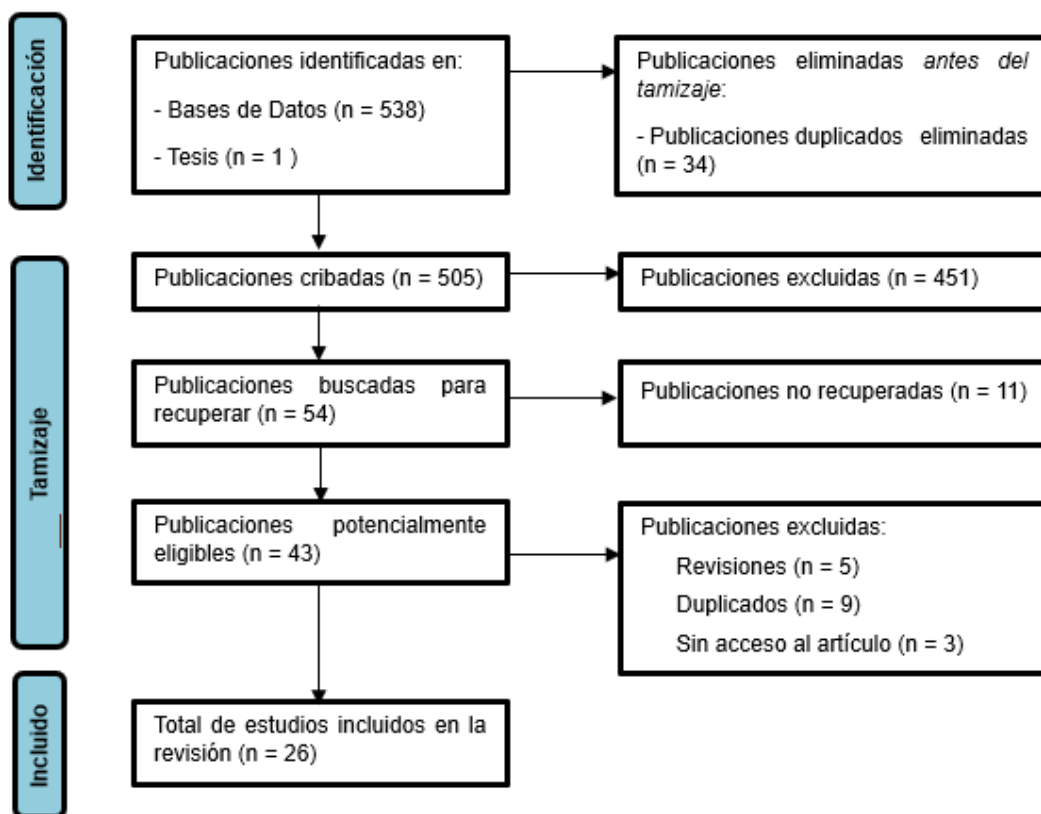 Identificación
Publicaciones identificadas en:
- Bases de Datos (n = 538)
- Tesis (n = 1 )
Publicaciones eliminadas antes del
tamizaje:
- Publicaciones duplicados eliminadas
(n = 34)
Tamizaje
Publicaciones cribadas (n = 505)
Publicaciones excluidas (n = 451)
Publicaciones buscadas para
recuperar (n = 54)
Publicaciones no recuperadas (n = 11)
Publicaciones potencialmente
eligibles (n = 43)
Publicaciones excluidas:
Revisiones (n = 5)
Duplicados (n = 9)
Sin acceso al artículo (n = 3)
Incluido
Total de estudios incluidos en la
revisión (n = 26)